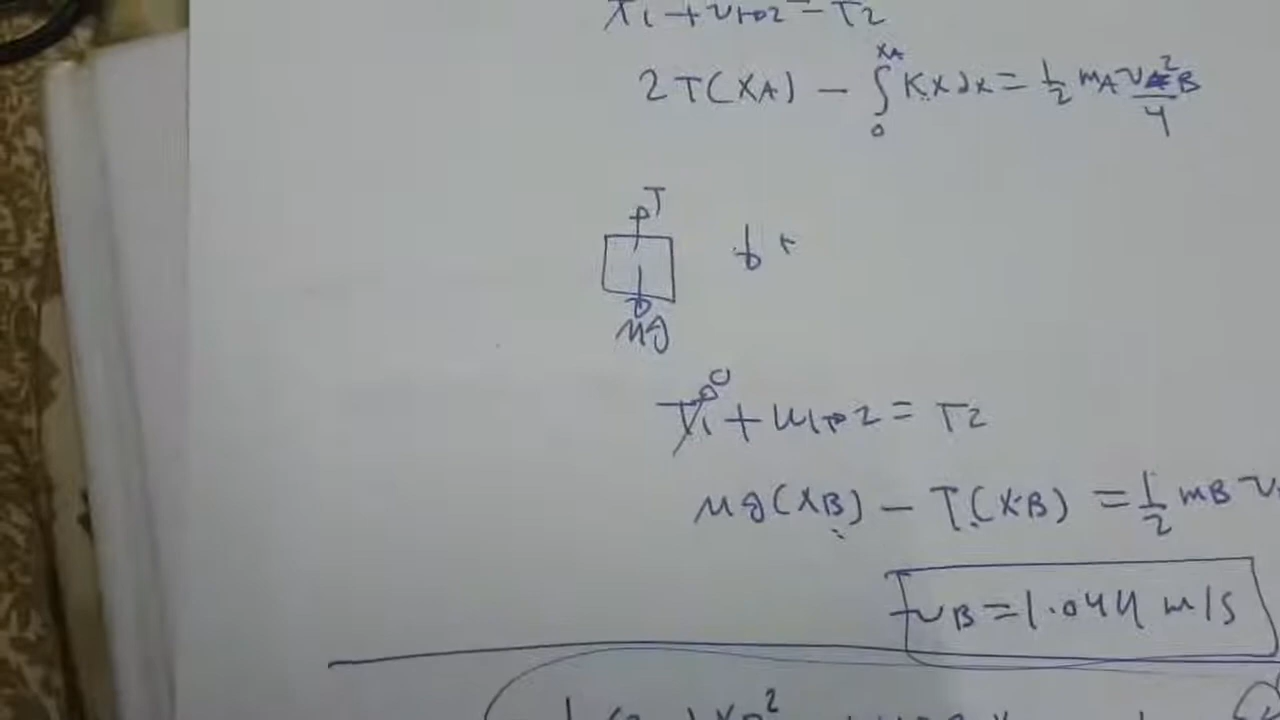 T1 + U1→2 = T2
2T(XA) - ∫₀^XA Kx dx = 1/2 mA vB²/4
T
↓ +
Mg
T1→0 + U1→2 = T2
Mg(XB) - T(XB) = 1/2 mB v
vB = 1.044 m/s